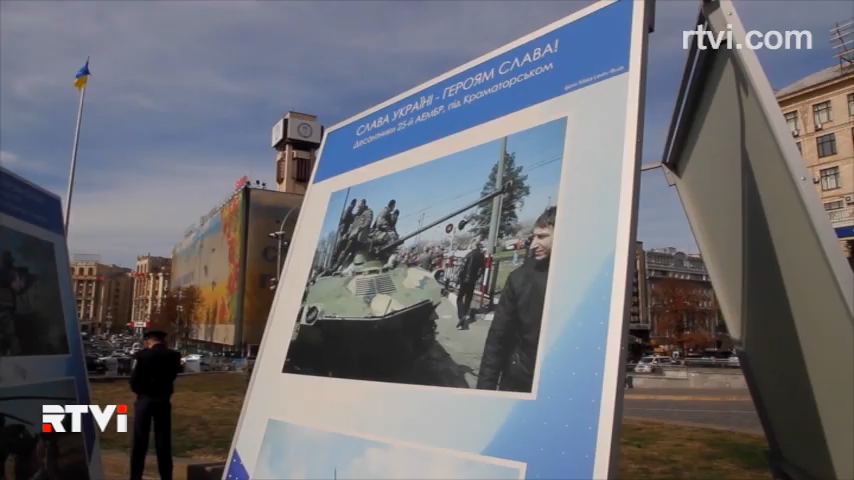 rtvi.com
СЛАВА УКРАЇНІ - ГЕРОЯМ СЛАВА!
Десантники 25-й АЕМБР, під Краматорськом
RTVi